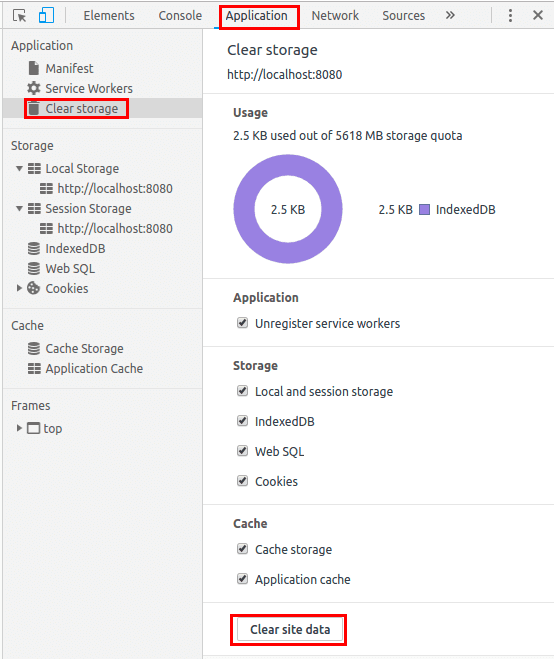 Elements Console Application Network Sources
Application
Manifest
Service Workers
Clear storage
Storage
Local Storage
http://localhost:8080
Session Storage
http://localhost:8080
IndexedDB
Web SQL
Cookies
Cache
Cache Storage
Application Cache
Frames
top
Clear storage
http://localhost:8080
Usage
2.5 KB used out of 5618 MB storage quota
2.5 KB
2.5 KB IndexedDB
Application
Unregister service workers
Storage
Local and session storage
IndexedDB
Web SQL
Cookies
Cache
Cache storage
Application cache
Clear site data